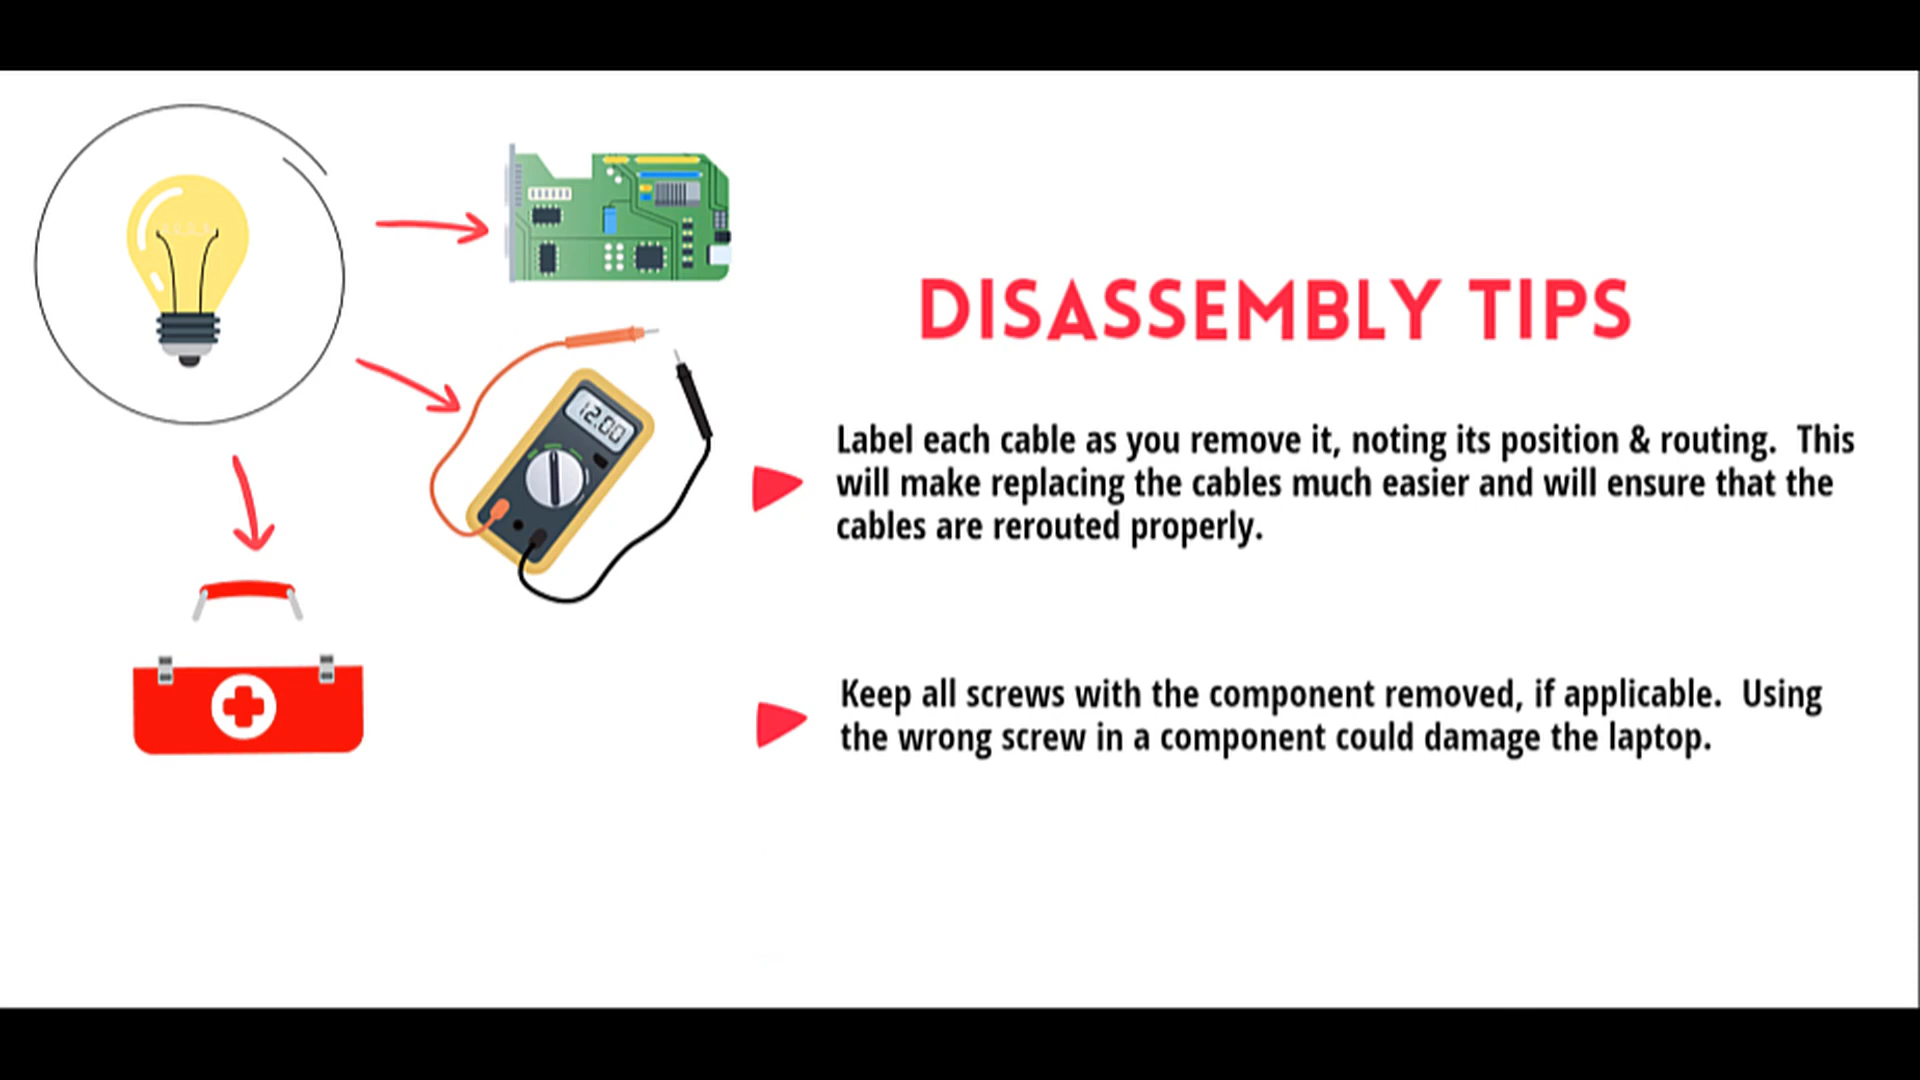 DISASSEMBLY TIPS
12.00
Label each cable as you remove it, noting its position & routing.  This
will make replacing the cables much easier and will ensure that the
cables are rerouted properly.
Keep all screws with the component removed, if applicable.  Using
the wrong screw in a component could damage the laptop.